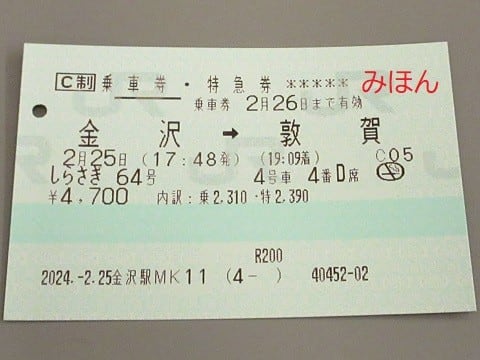 C制 乗車券・特急券 ※※※※※ みほん
乗車券 2月26日まで有効
金沢 → 敦賀
2月25日 (17:48発) (19:09着) C05
しらさぎ 64号 4号車 4番D席
¥4,700 内訳:乗2,310・特2,390
R200
2024.-2.25金沢駅MK11 (4- ) 40452-02